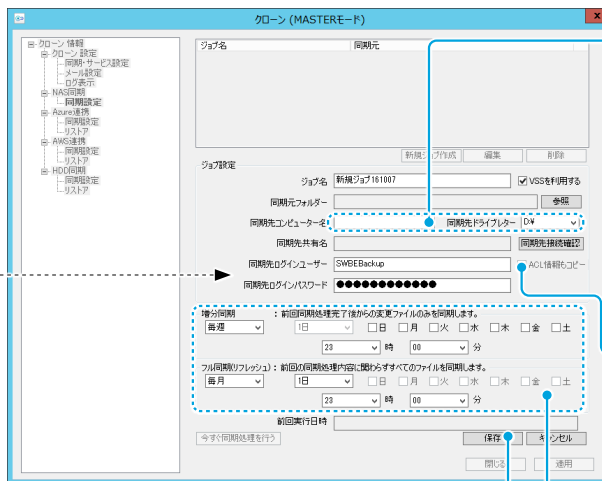 クローン (MASTERモード)
x
クローン 情報
クローン 設定
同期・サービス設定
メール設定
ログ表示
NAS同期
同期設定
Azure連携
同期設定
リストア
AWS連携
同期設定
リストア
HDD同期
同期設定
リストア
ジョブ名 同期元
新規ジョブ作成 編集 削除
ジョブ設定
ジョブ名 新規ジョブ161007 VSSを利用する
同期元フォルダー 参照
同期先コンピューター名 同期先ドライブレター D:¥
同期先共有名 同期先接続確認
同期先ログインユーザー SWBEBackup ACL情報もコピー
同期先ログインパスワード ●●●●●●●●●●●●
増分同期 : 前回同期処理完了後からの変更ファイルのみを同期します。
毎週 1日 日 月 火 水 木 金 土
23 時 00 分
フル同期(リフレッシュ) : 前回の同期処理内容に関わらずすべてのファイルを同期します。
毎月 1日 日 月 火 水 木 金 土
23 時 00 分
前回実行日時
今すぐ同期処理を行う 保存 キャンセル
閉じる 適用